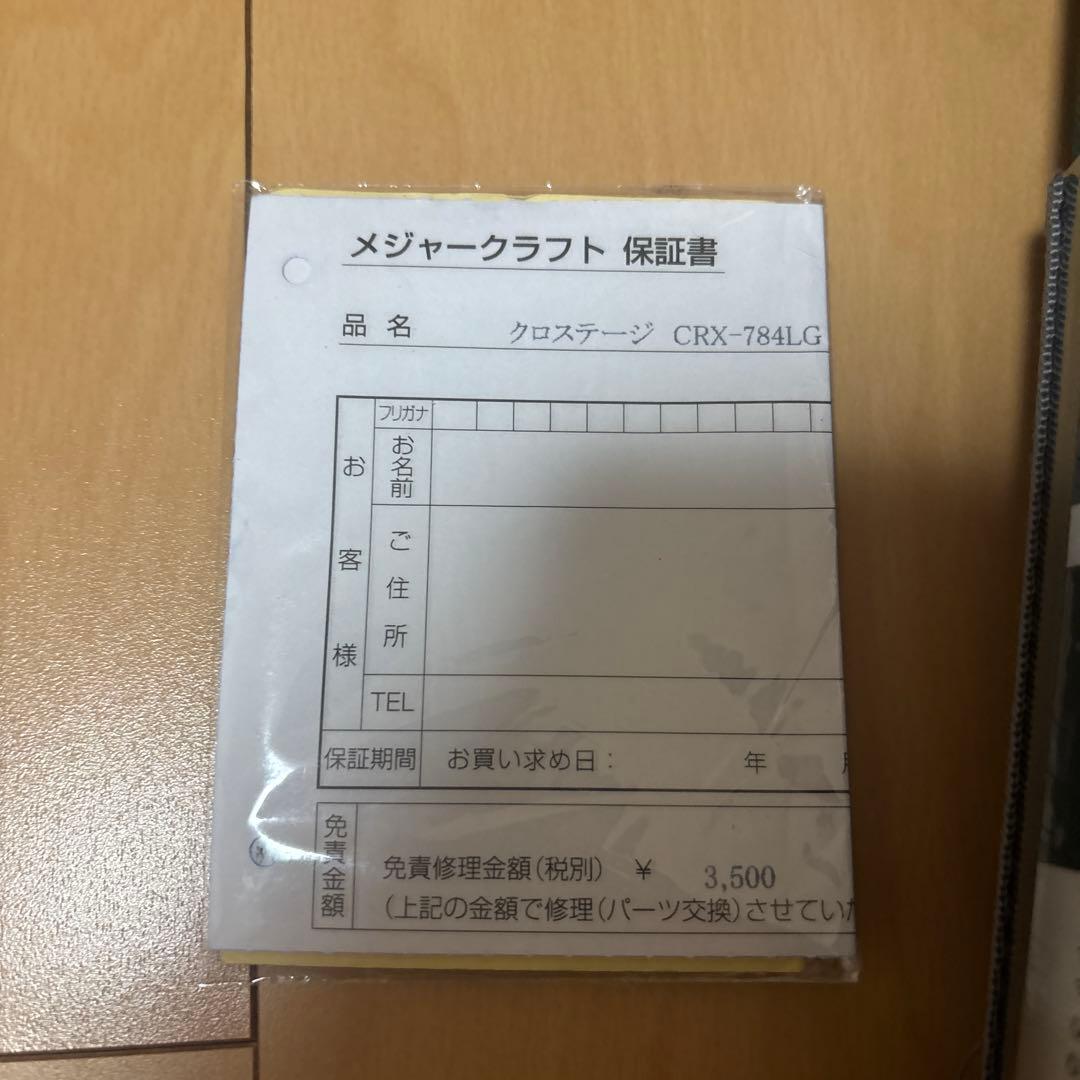 メジャークラフト 保証書
品名 クロステージ CRX-784LG
お客様
フリガナ
お名前
ご住所
TEL
保証期間 お買い求め日： 年
免責金額
免責修理金額（税別） ¥ 3,500
（上記の金額で修理（パーツ交換）させてい